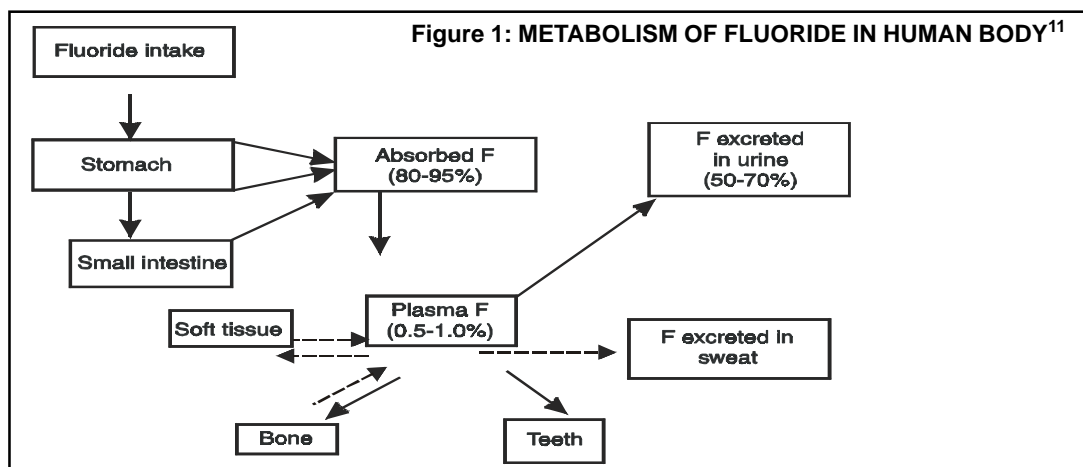 Figure 1: METABOLISM OF FLUORIDE IN HUMAN BODY11
Fluoride intake
Stomach
Absorbed F
(80-95%)
F excreted
in urine
(50-70%)
Small intestine
Plasma F
(0.5-1.0%)
Soft tissue
F excreted in
sweat
Bone
Teeth